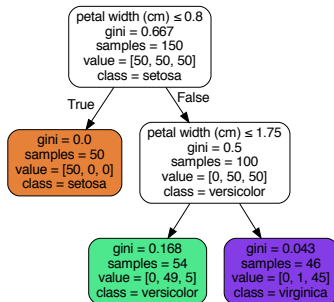 petal width (cm) ≤ 0.8
gini = 0.667
samples = 150
value = [50, 50, 50]
class = setosa
True
False
gini = 0.0
samples = 50
value = [50, 0, 0]
class = setosa
petal width (cm) ≤ 1.75
gini = 0.5
samples = 100
value = [0, 50, 50]
class = versicolor
gini = 0.168
samples = 54
value = [0, 49, 5]
class = versicolor
gini = 0.043
samples = 46
value = [0, 1, 45]
class = virginica